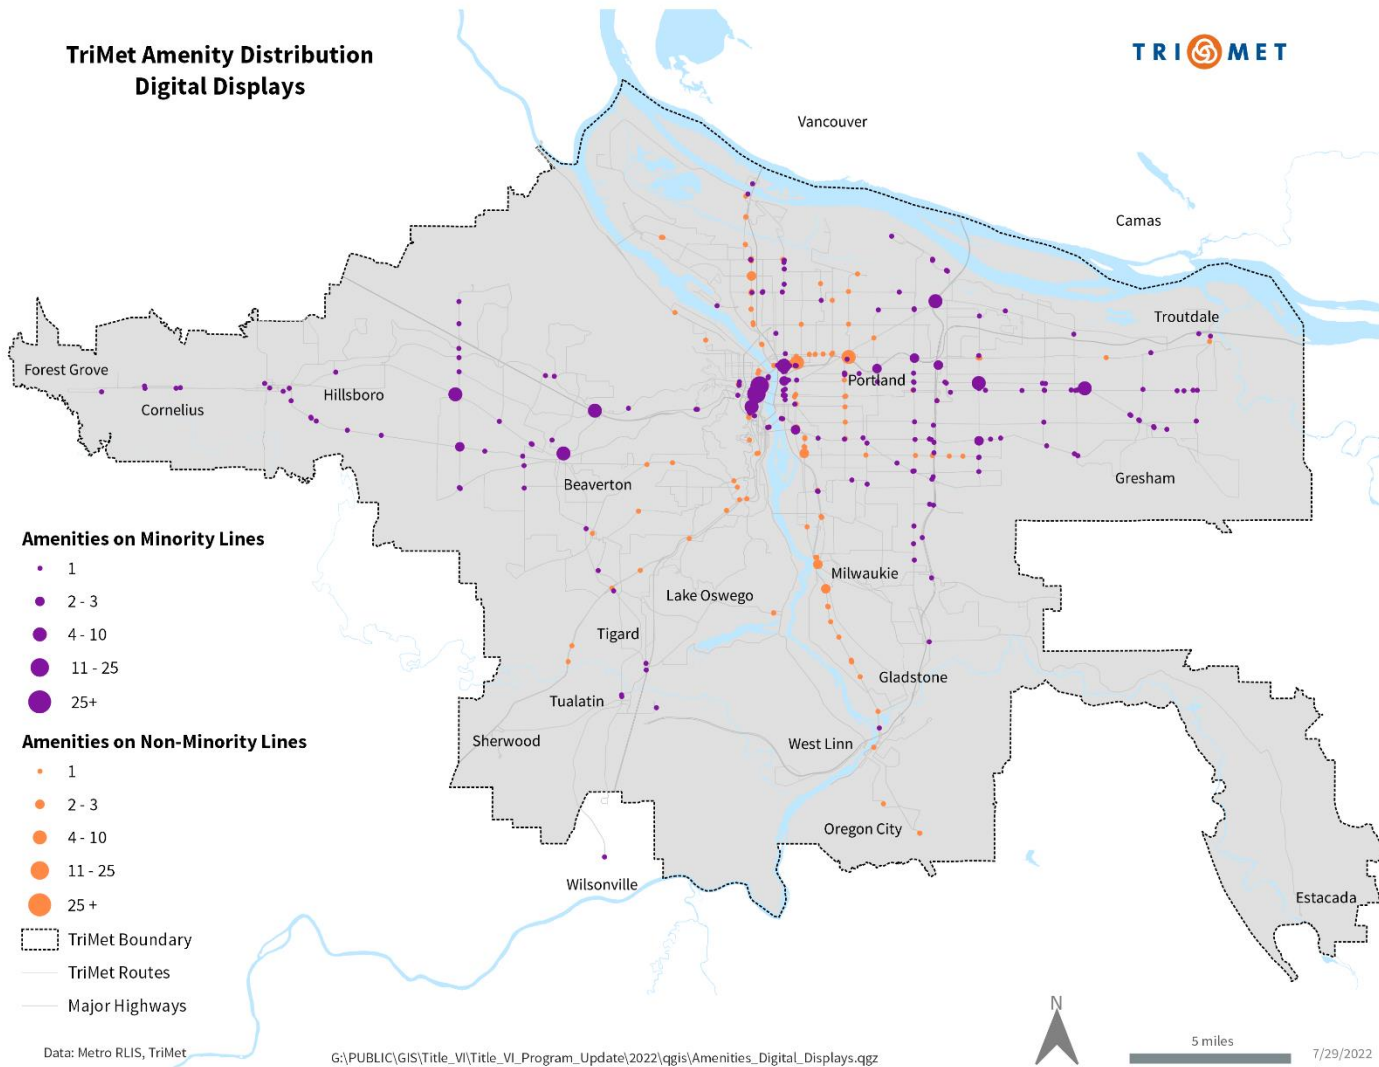 TriMet Amenity Distribution
Digital Displays
TRI MET
Vancouver
Camas
Troutdale
Forest Grove
Hillsboro
Portland
Cornelius
Beaverton
Gresham
Amenities on Minority Lines
1
2 - 3
4 - 10
11 - 25
25+
Milwaukie
Lake Oswego
Tigard
Gladstone
Tualatin
Sherwood
West Linn
Amenities on Non-Minority Lines
1
2 - 3
4 - 10
11 - 25
25 +
Oregon City
Wilsonville
Estacada
TriMet Boundary
TriMet Routes
Major Highways
N
5 miles
7/29/2022
Data: Metro RLIS, TriMet
G:\PUBLIC\GIS\Title_VI\Title_VI_Program_Update\2022\qgis\Amenities_Digital_Displays.qgz